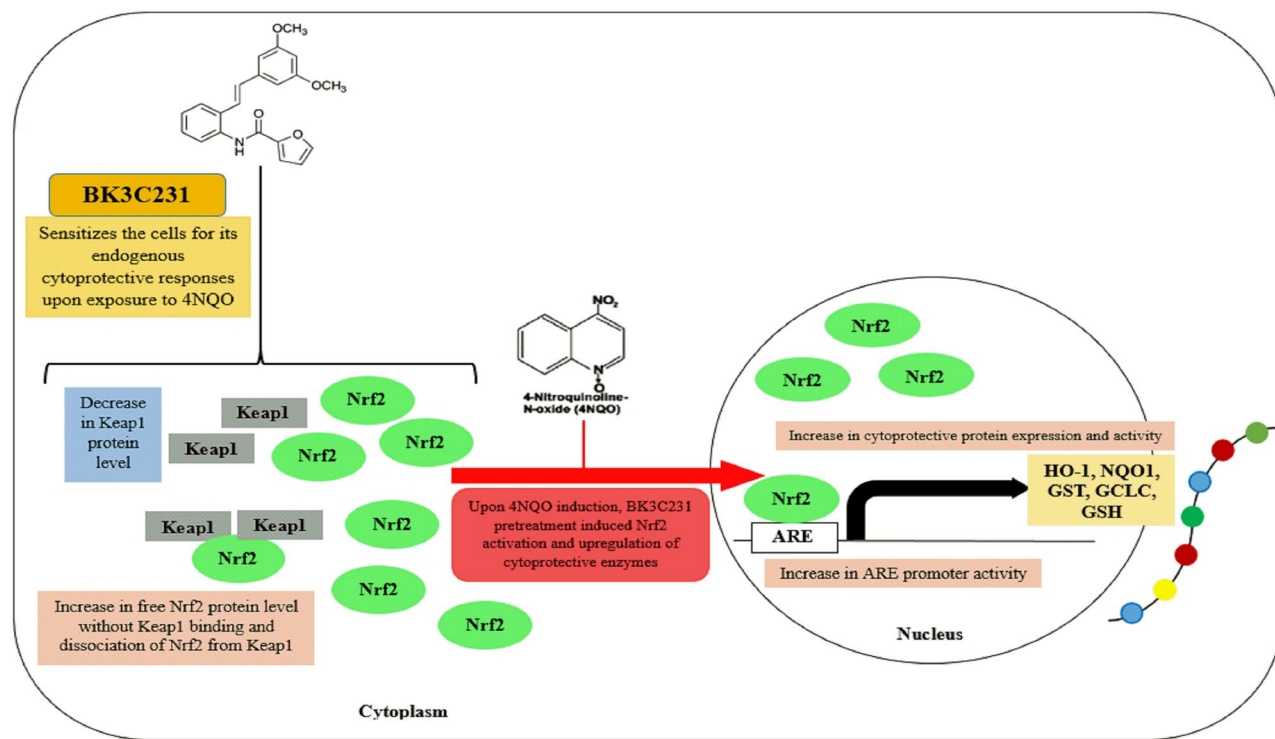 OCH₃
OCH₃
O
O
N
H
BK3C231
Sensitizes the cells for its
endogenous
cytoprotective responses
upon exposure to 4NQO
Decrease
in Keap1
protein
level
Keap1
Keap1
Nrf2
Nrf2
Nrf2
Keap1
Keap1
Nrf2
Nrf2
Nrf2
Nrf2
Increase in free Nrf2 protein level
without Keap1 binding and
dissociation of Nrf2 from Keap1
NO₂
N
O
4-Nitroquinoline-
N-oxide (4NQO)
Upon 4NQO induction, BK3C231
pretreatment induced Nrf2
activation and upregulation of
cytoprotective enzymes
Nrf2
Nrf2
Nrf2
Increase in cytoprotective protein expression and activity
HO-1, NQO1,
GST, GCLC,
GSH
Nrf2
ARE
Increase in ARE promoter activity
Nucleus
Cytoplasm